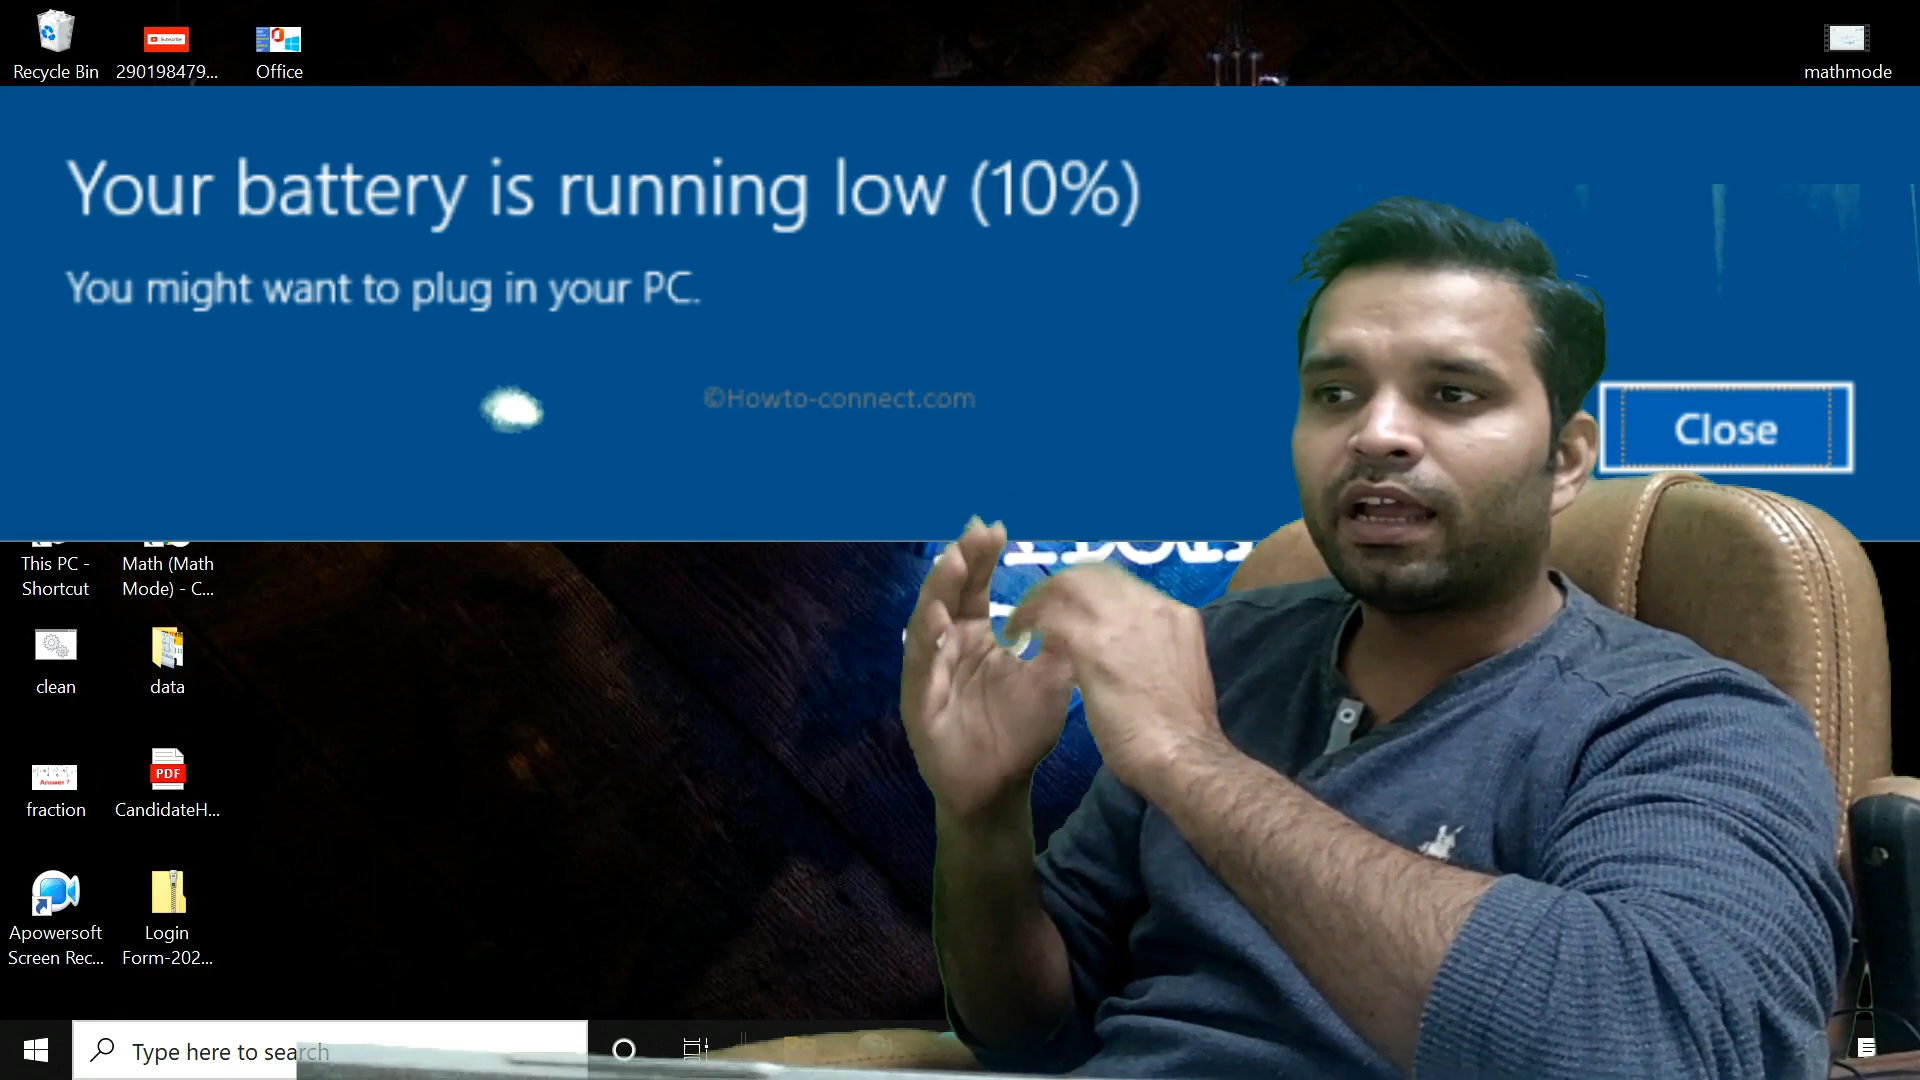 Recycle Bin
290198479...
Office
mathmode
Your battery is running low (10%)
You might want to plug in your PC.
©Howto-connect.com
Close
This PC -
Shortcut
Math (Math
Mode) - C...
clean
data
fraction
Answer ?
PDF
CandidateH...
Apowersoft
Screen Rec...
Login
Form-202...
Type here to search